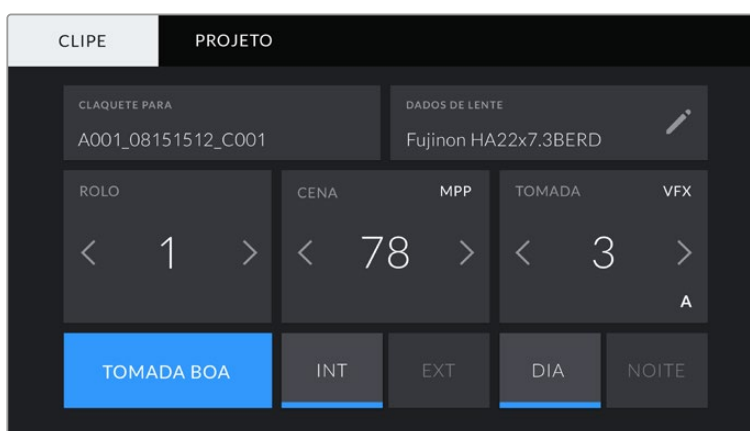 CLIPE PROJETO
CLAQUETE PARA DADOS DE LENTE
A001_08151512_C001 Fujinon HA22x7.3BERD
ROLO CENA MPP TOMADA VFX
< 1 > < 78 > < 3 >
A
TOMADA BOA INT EXT DIA NOITE